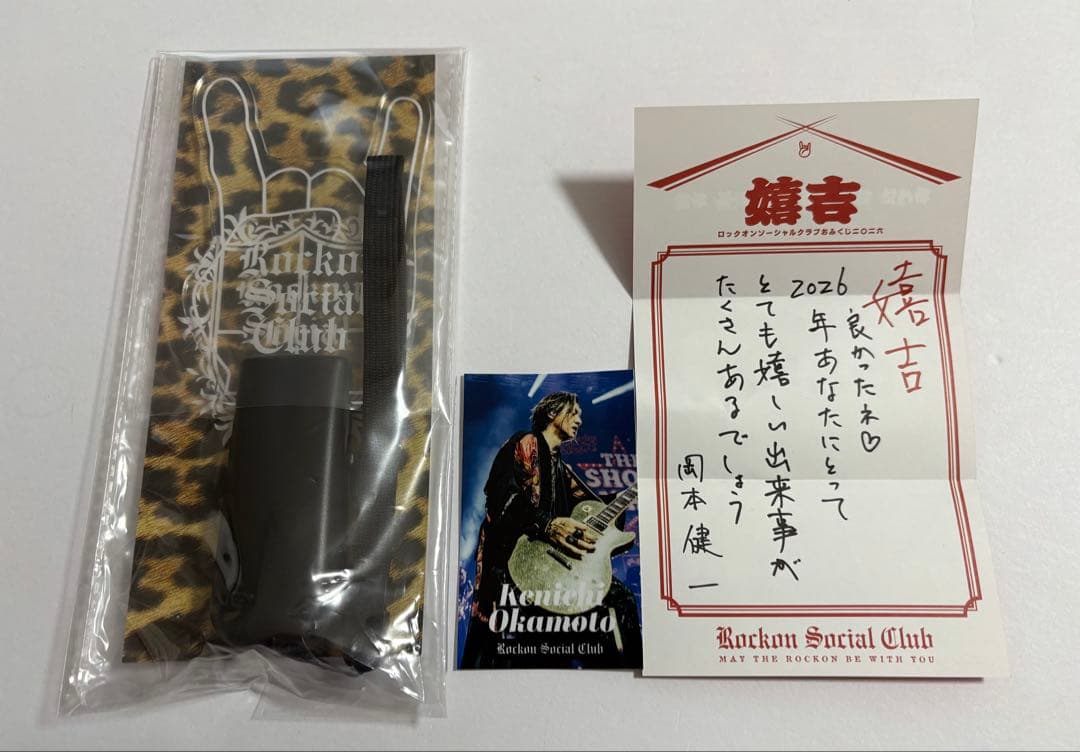 Rockon
Social
Club
THE
SHO
Kenichi
Okamoto
Rockon Social Club
嬉吉
ロックオンソーシャルクラブおみくじ二〇二六
嬉吉
良かったネ♡
2026年あなたにとって
とても嬉しい出来事が
たくさんあるでしょう
岡本健一
Rockon Social Club
MAY THE ROCKON BE WITH YOU